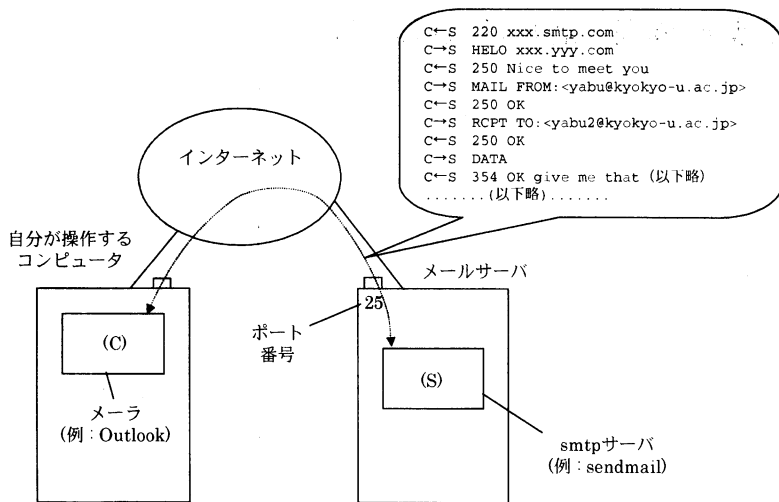 C←S 220 xxx.smtp.com
C→S HELO xxx.yyy.com
C←S 250 Nice to meet you
C→S MAIL FROM:<yabu@kyokyo-u.ac.jp>
C←S 250 OK
C→S RCPT TO:<yabu2@kyokyo-u.ac.jp>
C←S 250 OK
C→S DATA
C←S 354 OK give me that (以下略)
.......(以下略).......
インターネット
自分が操作する
コンピュータ
メールサーバ
25
ポート
番号
(C)
(S)
メーラ
(例:Outlook)
smtpサーバ
(例:sendmail)